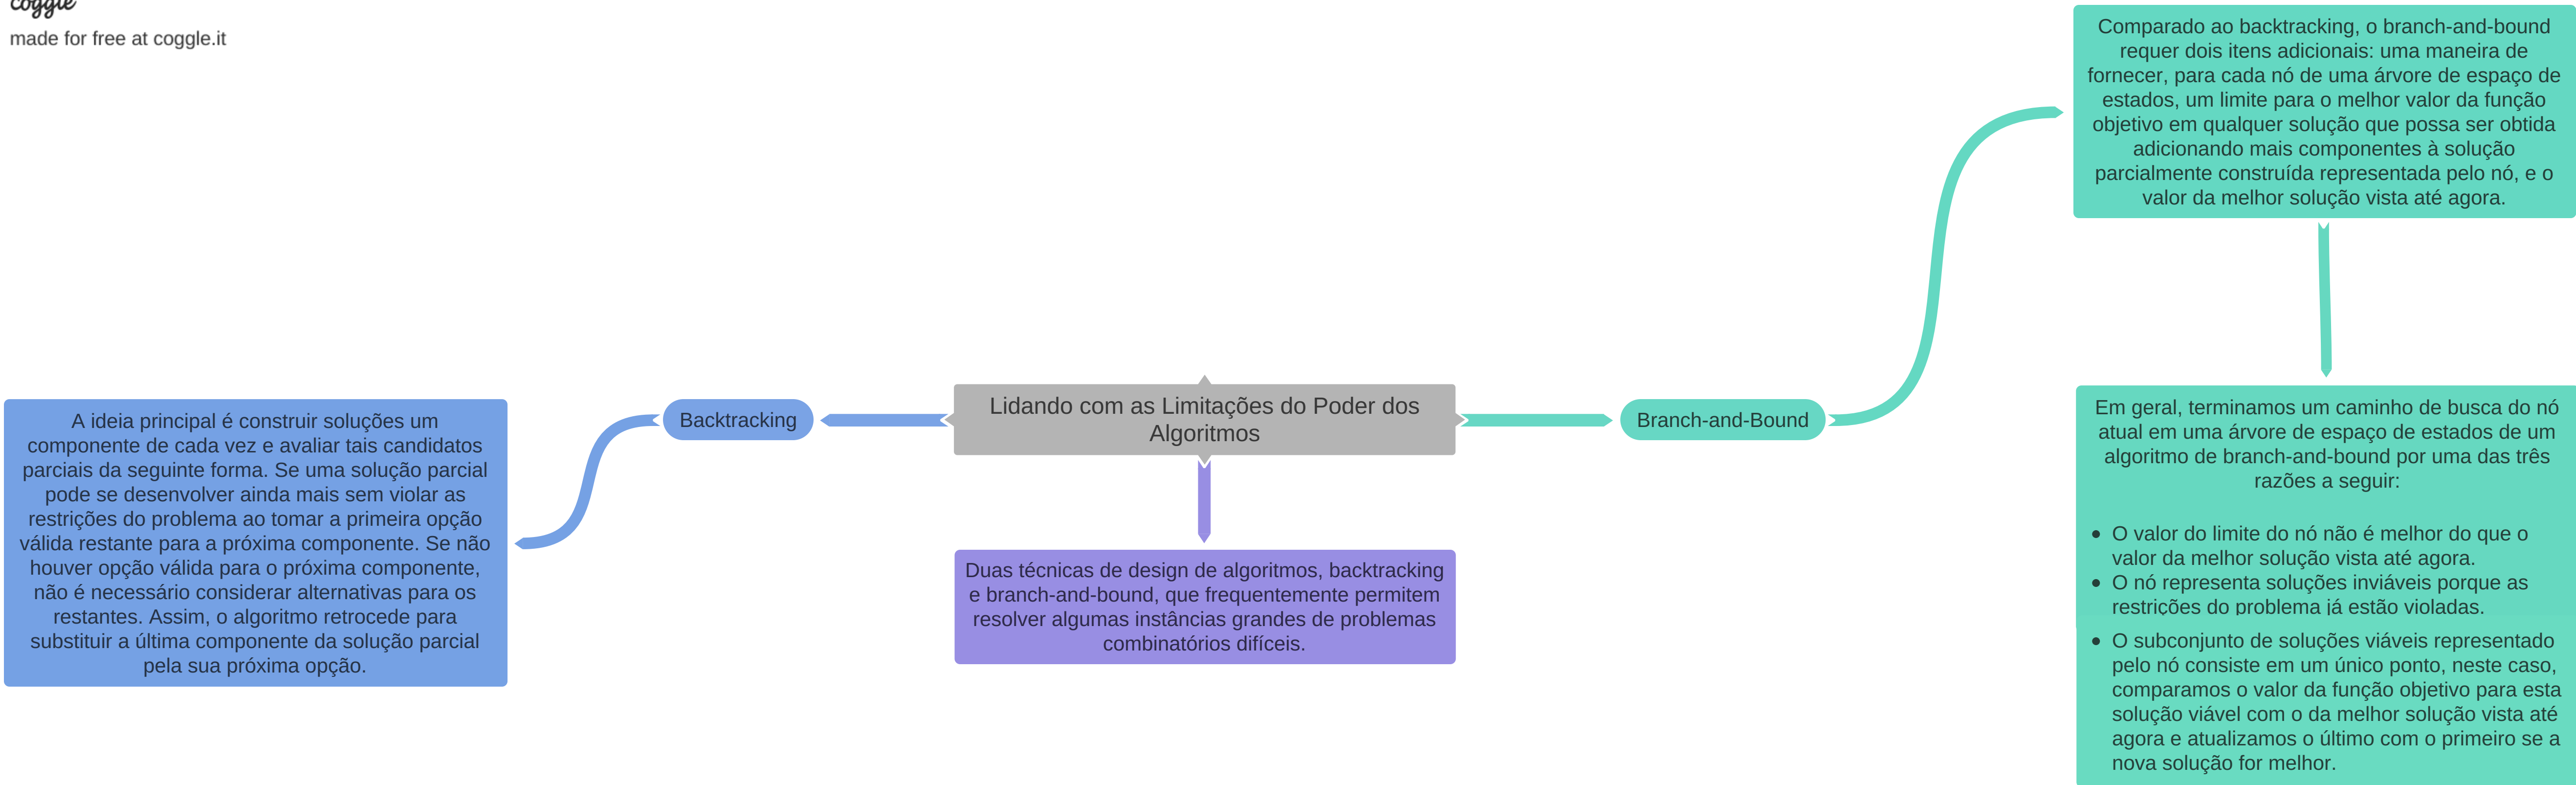 coggle
made for free at coggle.it
Comparado ao backtracking, o branch-and-bound
requer dois itens adicionais: uma maneira de
fornecer, para cada nó de uma árvore de espaço de
estados, um limite para o melhor valor da função
objetivo em qualquer solução que possa ser obtida
adicionando mais componentes à solução
parcialmente construída representada pelo nó, e o
valor da melhor solução vista até agora.
A ideia principal é construir soluções um
componente de cada vez e avaliar tais candidatos
parciais da seguinte forma. Se uma solução parcial
pode se desenvolver ainda mais sem violar as
restrições do problema ao tomar a primeira opção
válida restante para a próxima componente. Se não
houver opção válida para o próxima componente,
não é necessário considerar alternativas para os
restantes. Assim, o algoritmo retrocede para
substituir a última componente da solução parcial
pela sua próxima opção.
Backtracking
Lidando com as Limitações do Poder dos
Algoritmos
Branch-and-Bound
Duas técnicas de design de algoritmos, backtracking
e branch-and-bound, que frequentemente permitem
resolver algumas instâncias grandes de problemas
combinatórios difíceis.
Em geral, terminamos um caminho de busca do nó
atual em uma árvore de espaço de estados de um
algoritmo de branch-and-bound por uma das três
razões a seguir:
• O valor do limite do nó não é melhor do que o
valor da melhor solução vista até agora.
• O nó representa soluções inviáveis porque as
restrições do problema já estão violadas.
• O subconjunto de soluções viáveis representado
pelo nó consiste em um único ponto, neste caso,
comparamos o valor da função objetivo para esta
solução viável com o da melhor solução vista até
agora e atualizamos o último com o primeiro se a
nova solução for melhor.